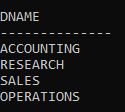 DNAME
--------------
ACCOUNTING
RESEARCH
SALES
OPERATIONS